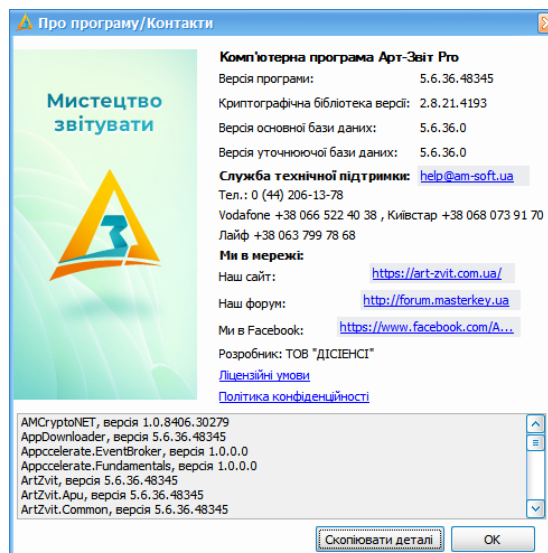 Про програму/Контакти
Мистецтво
звітувати
З
Комп'ютерна програма Арт-Звіт Pro
Версія програми: 5.6.36.48345
Криптографічна бібліотека версії: 2.8.21.4193
Версія основної бази даних: 5.6.36.0
Версія уточнюючої бази даних: 5.6.36.0
Служба технічної підтримки: help@am-soft.ua
Тел.: 0 (44) 206-13-78
Vodafone +38 066 522 40 38 , Київстар +38 068 073 91 70
Лайф +38 063 799 78 68
Ми в мережі:
Наш сайт: https://art-zvit.com.ua/
Наш форум: http://forum.masterkey.ua
Ми в Facebook: https://www.facebook.com/A...
Розробник: ТОВ "ДІСІЕНСІ"
Ліцензійні умови
Політика конфіденційності
AMCryptoNET, версія 1.0.8406.30279
AppDownloader, версія 5.6.36.48345
Appccelerate.EventBroker, версія 1.0.0.0
Appccelerate.Fundamentals, версія 1.0.0.0
ArtZvit, версія 5.6.36.48345
ArtZvit.Apu, версія 5.6.36.48345
ArtZvit.Common, версія 5.6.36.48345
Скопіювати деталі
ОК